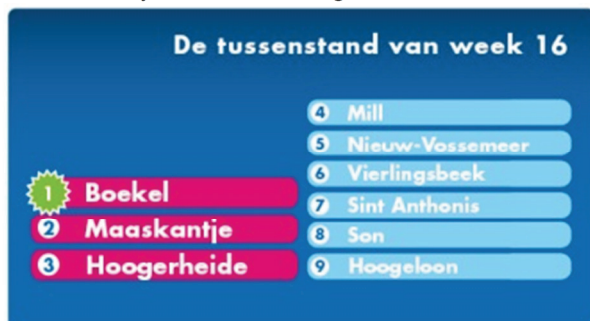 De tussenstand van week 16
1 Boekel
2 Maaskantje
3 Hoogerheide
4 Mill
5 Nieuw-Vossemeer
6 Vierlingsbeek
7 Sint Anthonis
8 Son
9 Hoogeloon